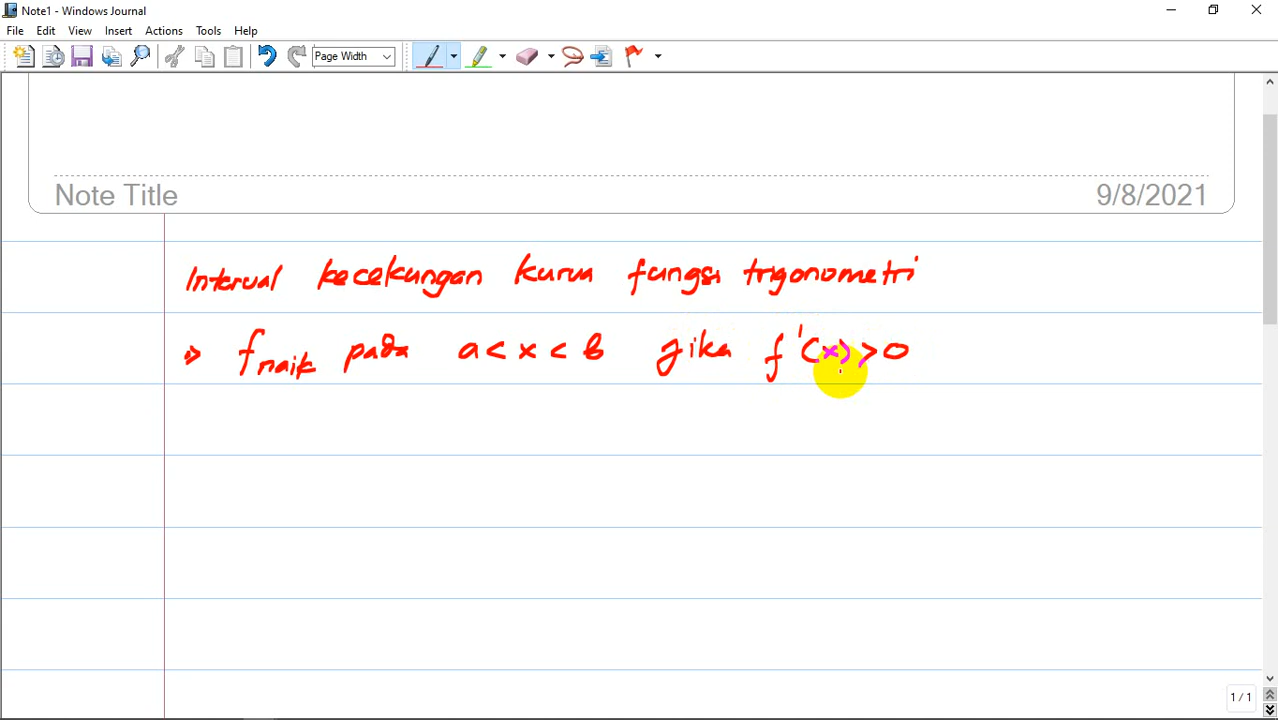 Note1 - Windows Journal
File Edit View Insert Actions Tools Help
Page Width
Note Title 9/8/2021
Interval kecekungan kurva fungsi trigonometri
⇒ f naik pada a < x < b jika f'(x) > 0
1 / 1